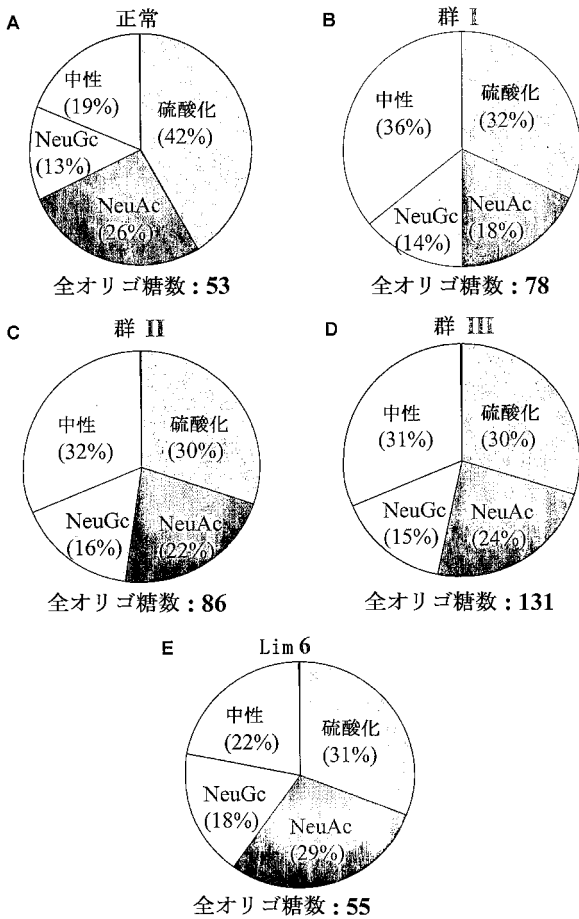 A
正常
中性
(19%)
硫酸化
(42%)
NeuGc
(13%)
NeuAc
(26%)
全オリゴ糖数 : 53
B
群 I
中性
(36%)
硫酸化
(32%)
NeuGc
(14%)
NeuAc
(18%)
全オリゴ糖数 : 78
C
群 II
中性
(32%)
硫酸化
(30%)
NeuGc
(16%)
NeuAc
(22%)
全オリゴ糖数 : 86
D
群 III
中性
(31%)
硫酸化
(30%)
NeuGc
(15%)
NeuAc
(24%)
全オリゴ糖数 : 131
E
Lim 6
中性
(22%)
硫酸化
(31%)
NeuGc
(18%)
NeuAc
(29%)
全オリゴ糖数 : 55